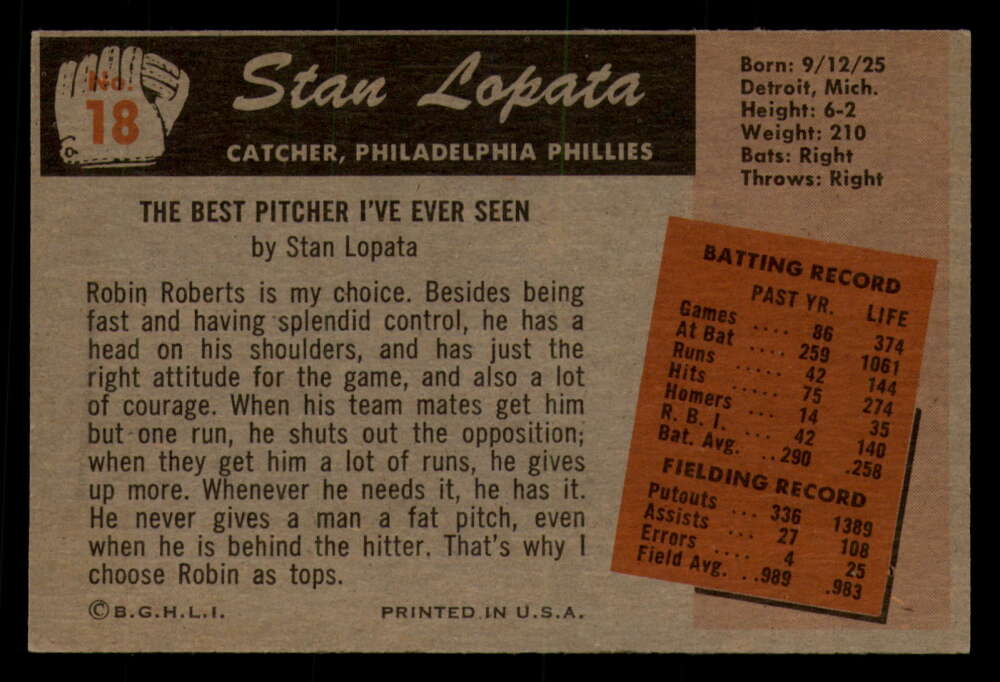 No.
18
Stan Lopata
CATCHER, PHILADELPHIA PHILLIES
Born: 9/12/25
Detroit, Mich.
Height: 6-2
Weight: 210
Bats: Right
Throws: Right
THE BEST PITCHER I'VE EVER SEEN
by Stan Lopata
Robin Roberts is my choice. Besides being
fast and having splendid control, he has a
head on his shoulders, and has just the
right attitude for the game, and also a lot
of courage. When his team mates get him
but one run, he shuts out the opposition;
when they get him a lot of runs, he gives
up more. Whenever he needs it, he has it.
He never gives a man a fat pitch, even
when he is behind the hitter. That's why I
choose Robin as tops.
©B.G.H.L.I. PRINTED IN U.S.A.
BATTING RECORD
PAST YR. LIFE
Games .... 86 374
At Bat .... 259 1061
Runs ..... 42 144
Hits ..... 75 274
Homers ... 14 35
R. B. I. .. 42 140
Bat. Avg. ..290 .258
FIELDING RECORD
Putouts ... 336 1389
Assists ... 27 108
Errors .... 4 25
Field Avg. ..989 .983